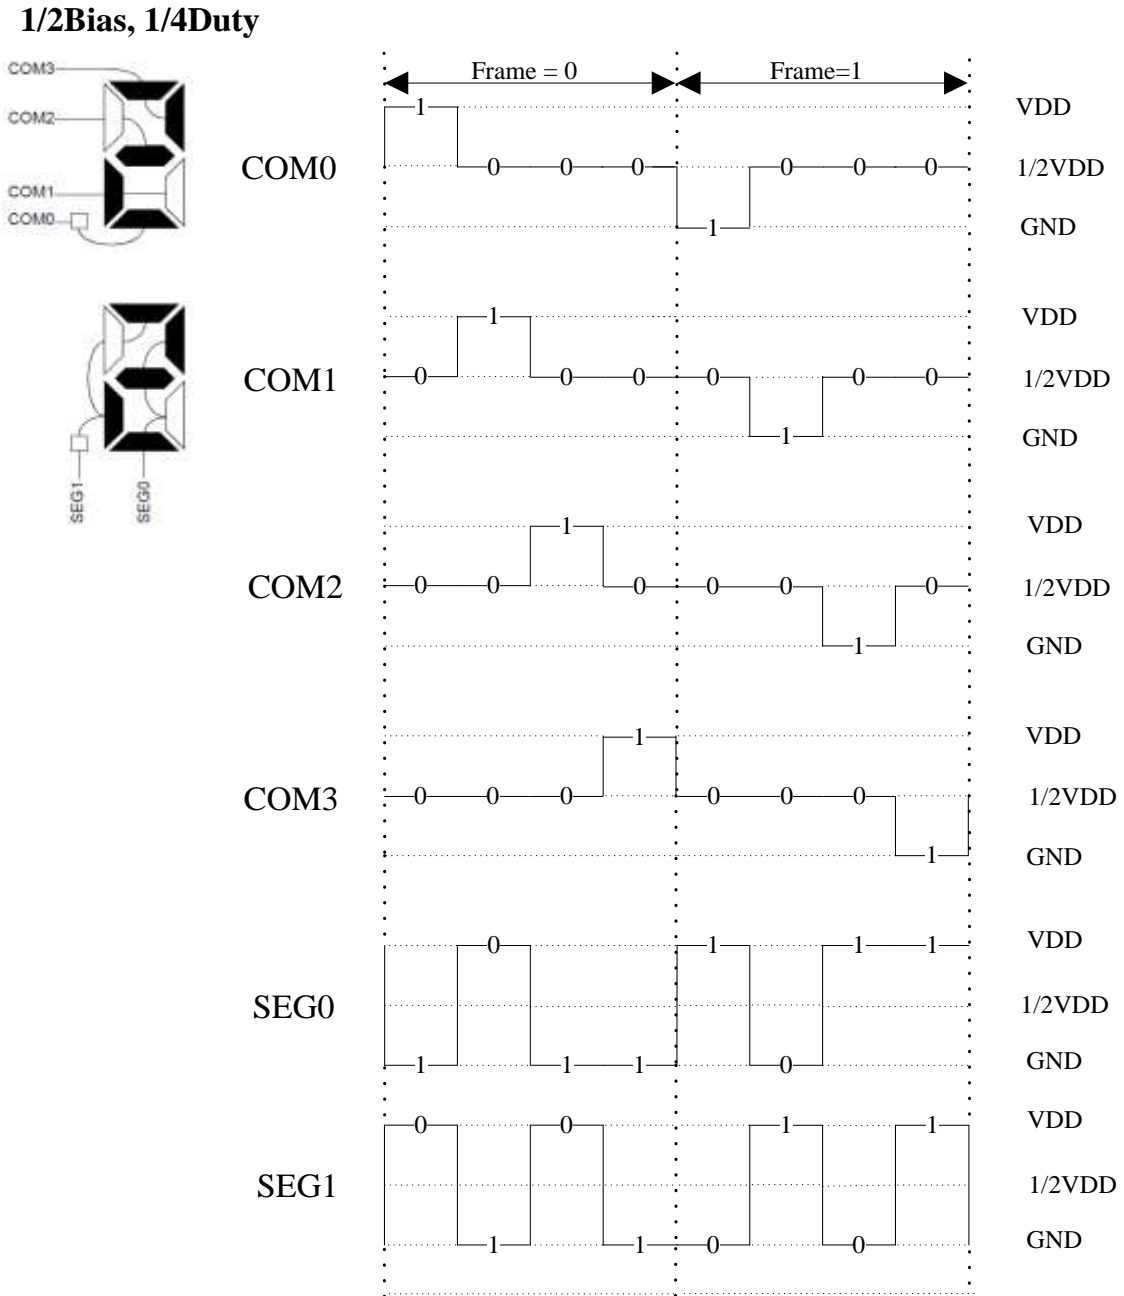 1/2Bias, 1/4Duty
COM3
COM2
COM1
COM0
SEG1
SEG0
Frame = 0
Frame=1
COM0
1 0 0 0 1 0 0 0
VDD
1/2VDD
GND
COM1
0 1 0 0 0 1 0 0
VDD
1/2VDD
GND
COM2
0 0 1 0 0 0 1 0
VDD
1/2VDD
GND
COM3
0 0 0 1 0 0 0 1
VDD
1/2VDD
GND
SEG0
1 0 1 1 1 0 1 1
VDD
1/2VDD
GND
SEG1
0 1 0 1 0 1 0 1
VDD
1/2VDD
GND